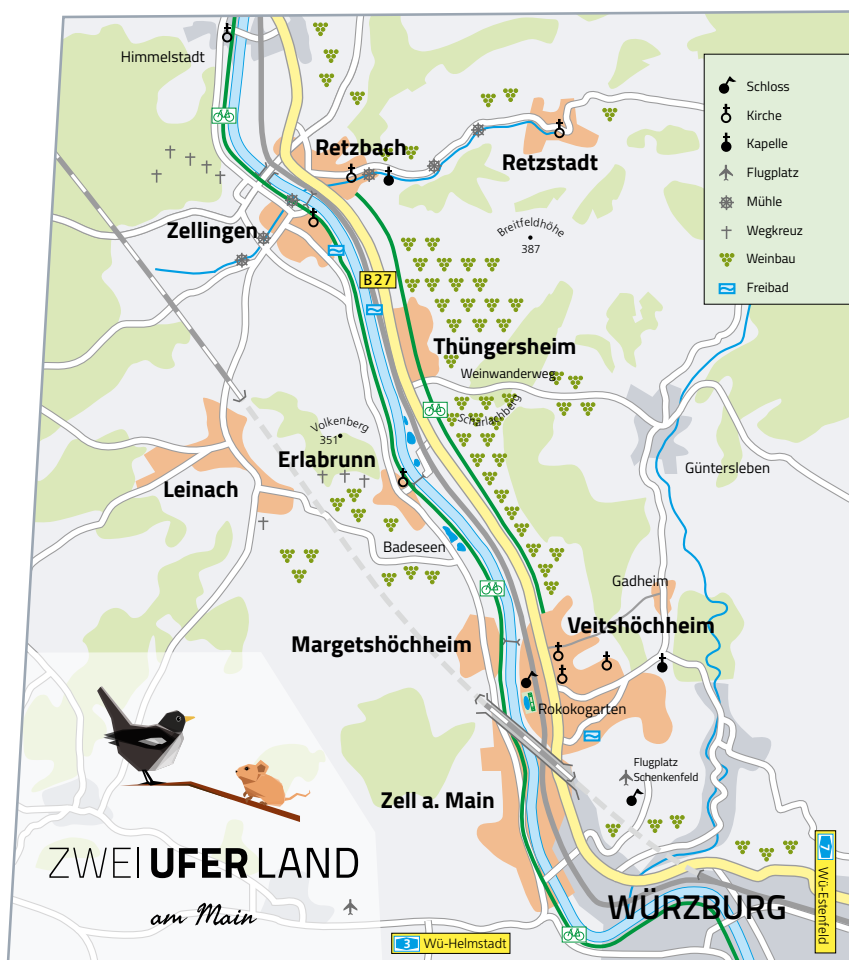 Himmelstadt
Schloss
Kirche
Kapelle
Flugplatz
Mühle
Wegkreuz
Weinbau
Freibad
Retzbach
Retzstadt
Zellingen
Breitfeldhöhe
387
B27
Thüngersheim
Weinwanderweg
Scharlachberg
Volkenberg
351
Erlabrunn
Leinach
Güntersleben
Badeseen
Gadheim
Veitshöchheim
Margetshöchheim
Rokokogarten
Flugplatz
Schenkenfeld
Zell a. Main
ZWEI UFER LAND
am Main
WÜRZBURG
7 Wü-Estenfeld
3 Wü-Helmstadt